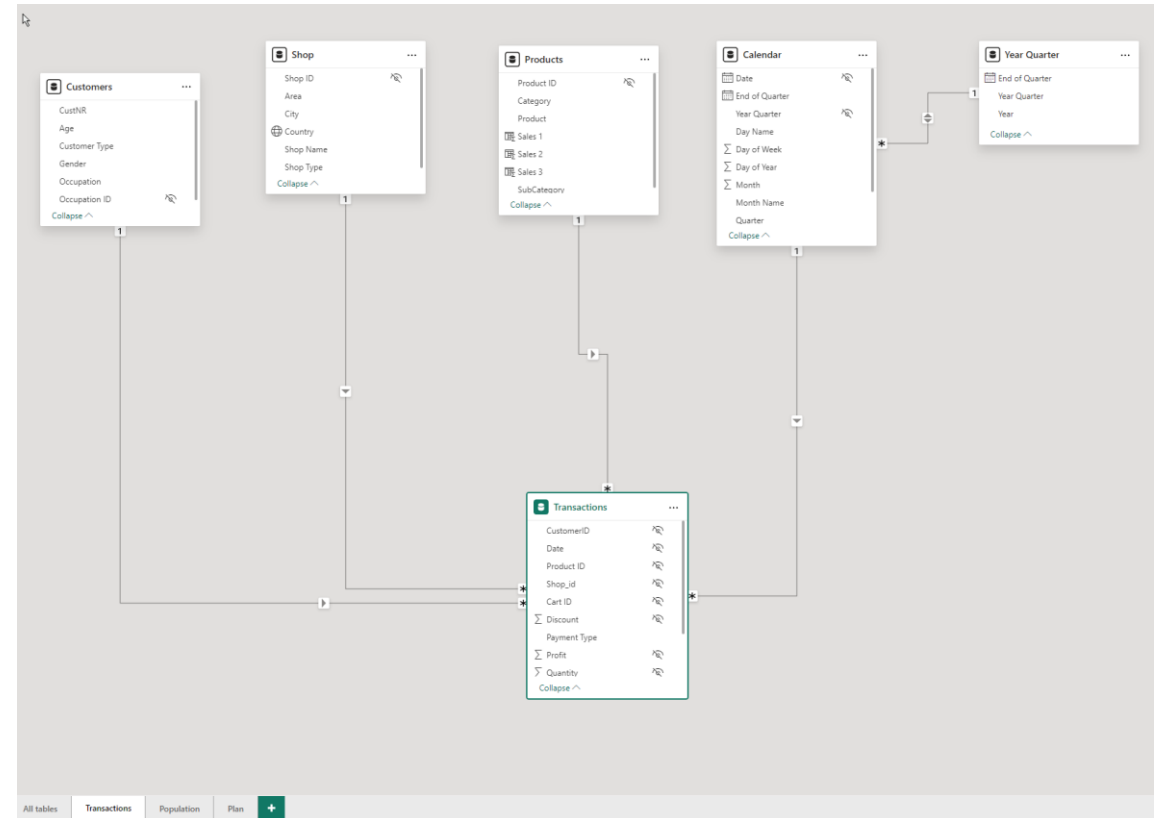 Customers
CustNR
Age
Customer Type
Gender
Occupation
Occupation ID
Collapse
1
Shop
Shop ID
Area
City
Country
Shop Name
Shop Type
Collapse
1
Products
Product ID
Category
Product
Sales 1
Sales 2
Sales 3
SubCategory
Collapse
1
Calendar
Date
End of Quarter
Year Quarter
Day Name
Day of Week
Day of Year
Month
Month Name
Quarter
Collapse
1
*
1
Year Quarter
End of Quarter
Year Quarter
Year
Collapse
*
Transactions
CustomerID
Date
Product ID
Shop_id
Cart ID
Discount
Payment Type
Profit
Quantity
Collapse
*
*
*
All tables Transactions Population Plan +